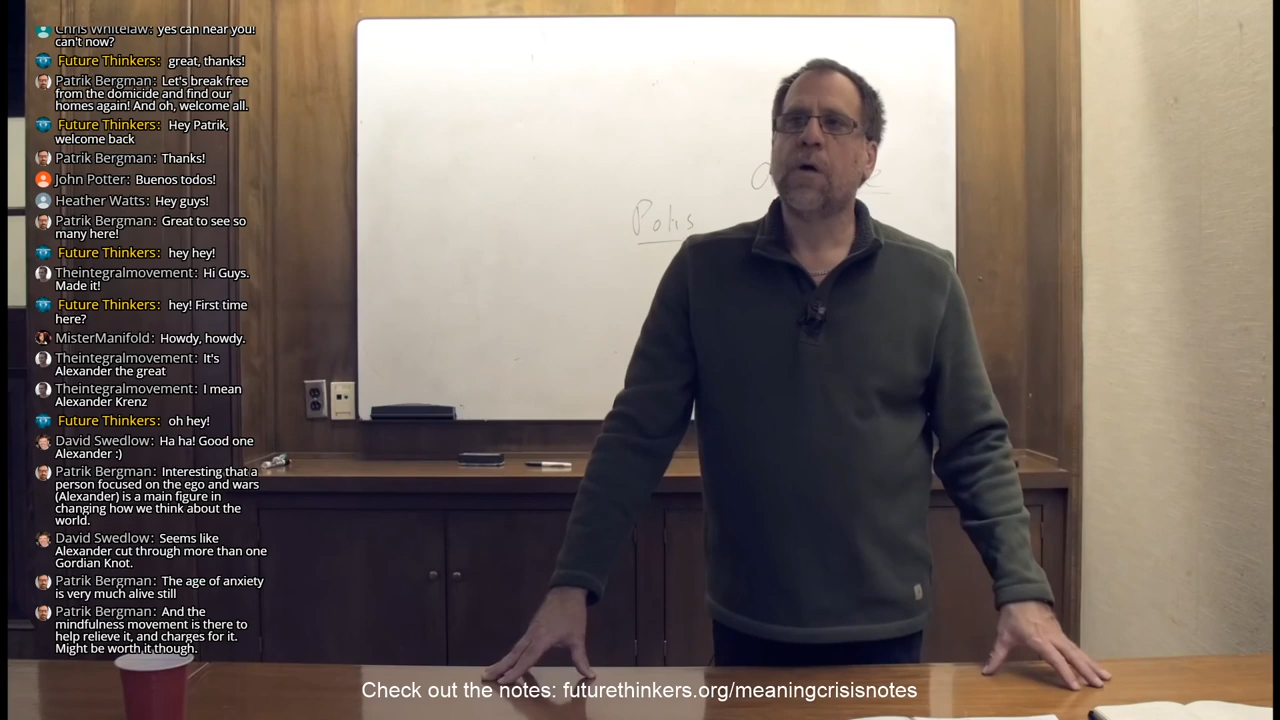 Chris Whitelaw: yes can near you!
can't now?
Future Thinkers: great, thanks!
Patrik Bergman: Let's break free
from the domicide and find our
homes again! And oh, welcome all.
Future Thinkers: Hey Patrik,
welcome back
Patrik Bergman: Thanks!
John Potter: Buenos todos!
Heather Watts: Hey guys!
Patrik Bergman: Great to see so
many here!
Future Thinkers: hey hey!
Theintegralmovement: Hi Guys.
Made it!
Future Thinkers: hey! First time
here?
MisterManifold: Howdy, howdy.
Theintegralmovement: It's
Alexander the great
Theintegralmovement: I mean
Alexander Krenz
Future Thinkers: oh hey!
David Swedlow: Ha ha! Good one
Alexander :)
Patrik Bergman: Interesting that a
person focused on the ego and wars
(Alexander) is a main figure in
changing how we think about the
world.
David Swedlow: Seems like
Alexander cut through more than one
Gordian Knot.
Patrik Bergman: The age of anxiety
is very much alive still
Patrik Bergman: And the
mindfulness movement is there to
help relieve it, and charges for it.
Might be worth it though.
Polis
Check out the notes: futurethinkers.org/meaningcrisisnotes